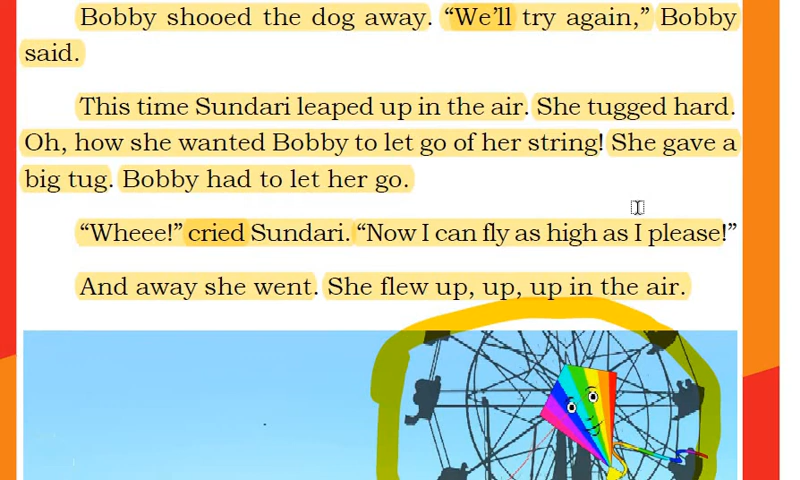 Bobby shooed the dog away. “We’ll try again,” Bobby
said.
This time Sundari leaped up in the air. She tugged hard.
Oh, how she wanted Bobby to let go of her string! She gave a
big tug. Bobby had to let her go.
“Wheee!” cried Sundari. “Now I can fly as high as I please!”
And away she went. She flew up, up, up in the air.